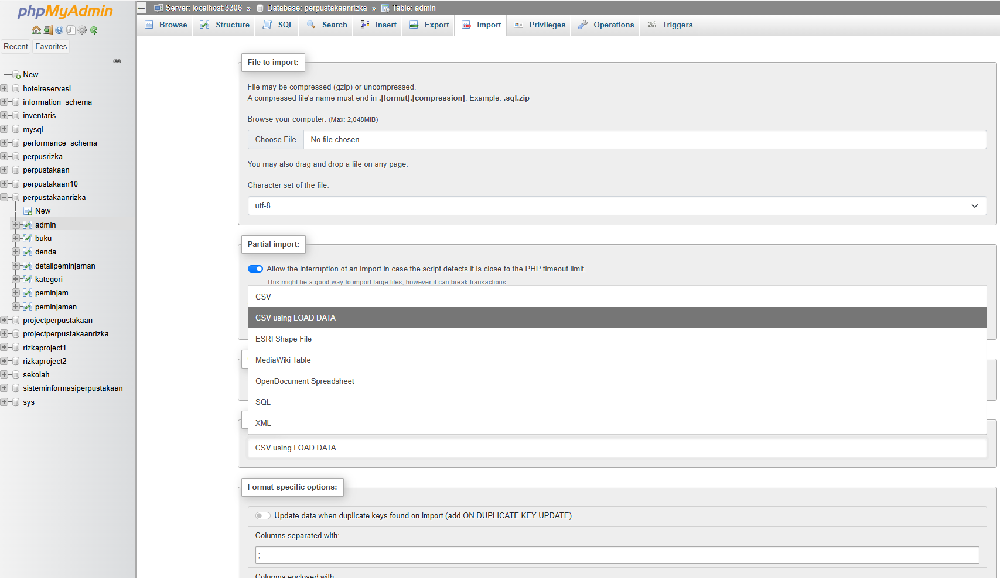 phpMyAdmin
Recent
Favorites
New
hotelreservasi
information_schema
inventaris
mysql
performance_schema
perpusrizka
perpustakaan
perpustakaan10
perpustakaanrizka
New
admin
buku
denda
detailpeminjaman
kategori
peminjam
peminjaman
projectperpustakaan
projectperpustakaanrizka
rizkaproject1
rizkaproject2
sekolah
sisteminformasiperpustakaan
sys
Server: localhost:3306 » Database: perpustakaanrizka » Table: admin
Browse Structure SQL Search Insert Export Import Privileges Operations Triggers
File to import:
File may be compressed (gzip) or uncompressed.
A compressed file's name must end in .[format].[compression]. Example: .sql.zip
Browse your computer: (Max: 2,048MiB)
Choose File No file chosen
You may also drag and drop a file on any page.
Character set of the file:
utf-8
Partial import:
Allow the interruption of an import in case the script detects it is close to the PHP timeout limit.
This might be a good way to import large files, however it can break transactions.
CSV
CSV using LOAD DATA
ESRI Shape File
MediaWiki Table
OpenDocument Spreadsheet
SQL
XML
CSV using LOAD DATA
Format-specific options:
Update data when duplicate keys found on import (add ON DUPLICATE KEY UPDATE)
Columns separated with:
;
Columns enclosed with: